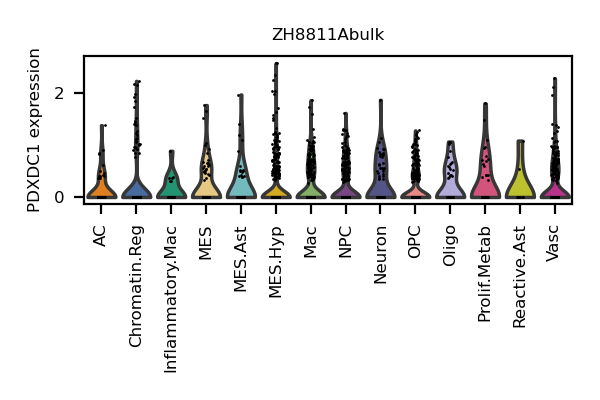 ZH8811Abulk
PDXDC1 expression
2
0
AC
Chromatin.Reg
Inflammatory.Mac
MES
MES.Ast
MES.Hyp
Mac
NPC
Neuron
OPC
Oligo
Prolif.Metab
Reactive.Ast
Vasc